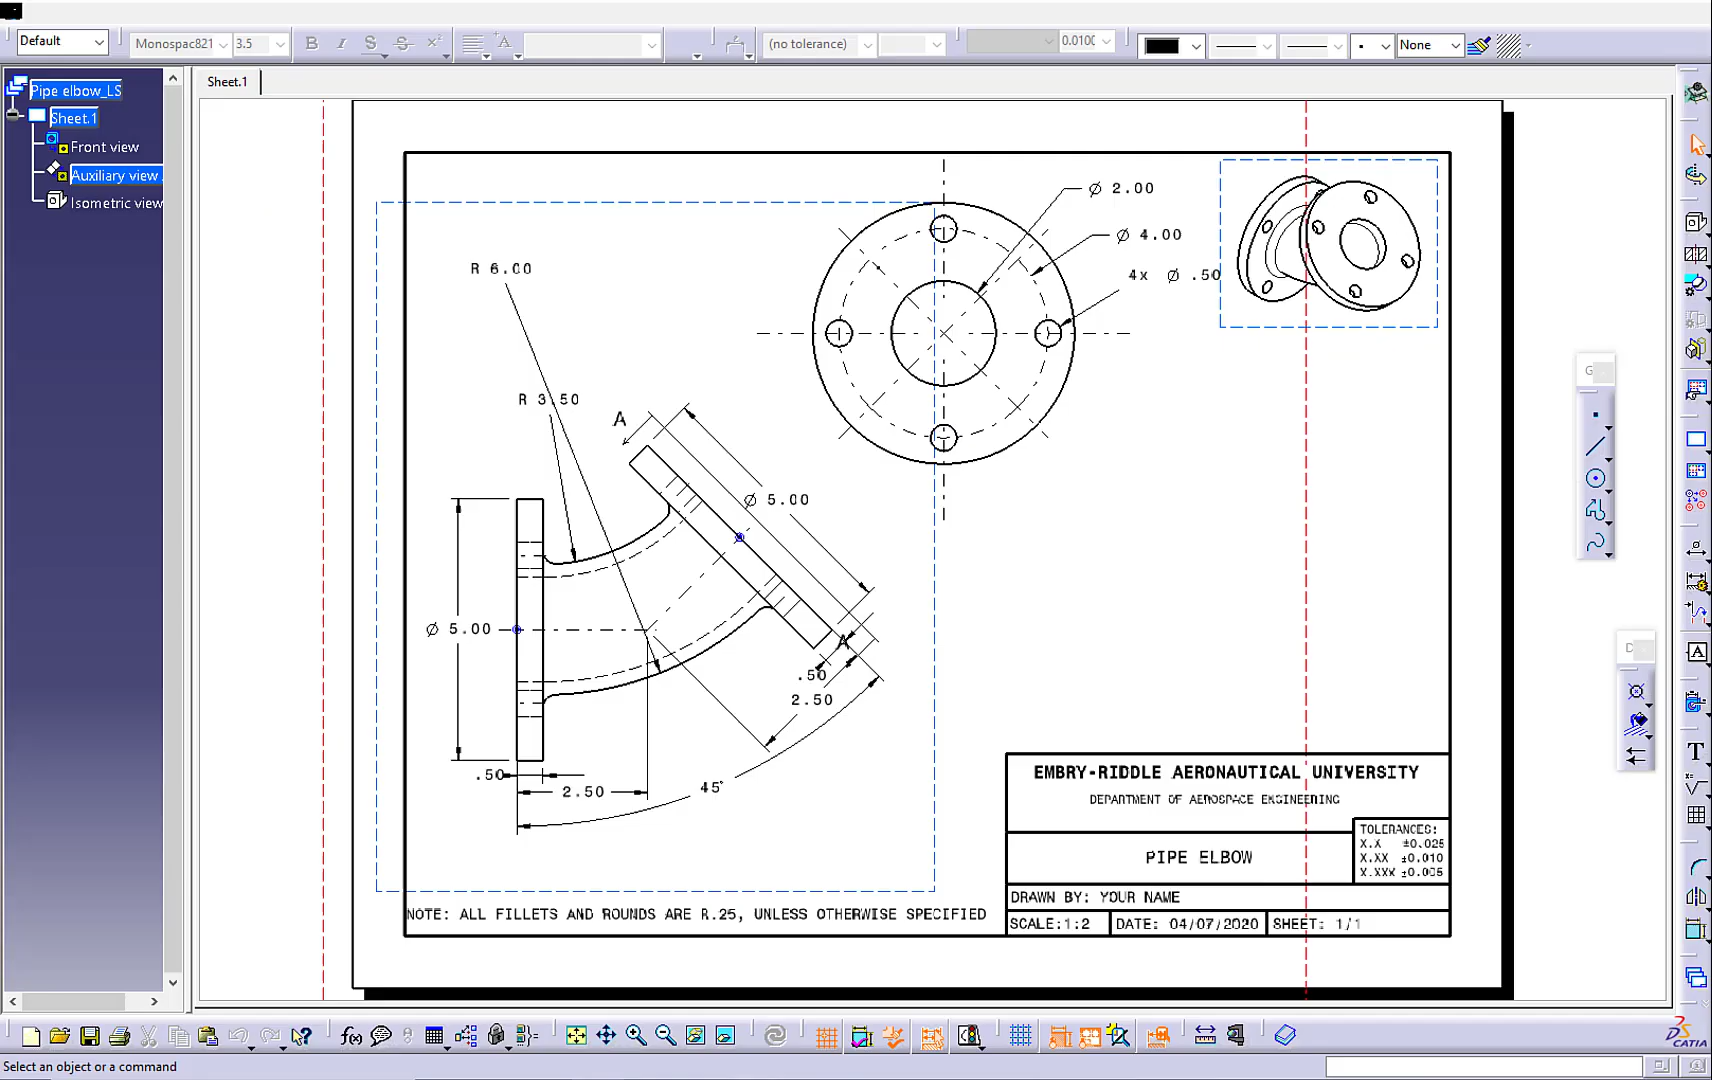 Default
Monospac821
3.5
B I S S
(no tolerance)
0.010(
None
Pipe elbow_LS
Sheet.1
Front view
Auxiliary view
Isometric view
Sheet.1
Ø 2.00
Ø 4.00
4x Ø .50
R 6.00
R 3.50
A
Ø 5.00
Ø 5.00
A
.50
2.50
.50
2.50
45°
G
D
EMBRY-RIDDLE AERONAUTICAL UNIVERSITY
DEPARTMENT OF AEROSPACE ENGINEERING
TOLERANCES:
X.X ±0.025
X.XX ±0.010
X.XXX ±0.005
PIPE ELBOW
DRAWN BY: YOUR NAME
SCALE:1:2 DATE: 04/07/2020 SHEET: 1/1
NOTE: ALL FILLETS AND ROUNDS ARE R.25, UNLESS OTHERWISE SPECIFIED
CATIA
Select an object or a command